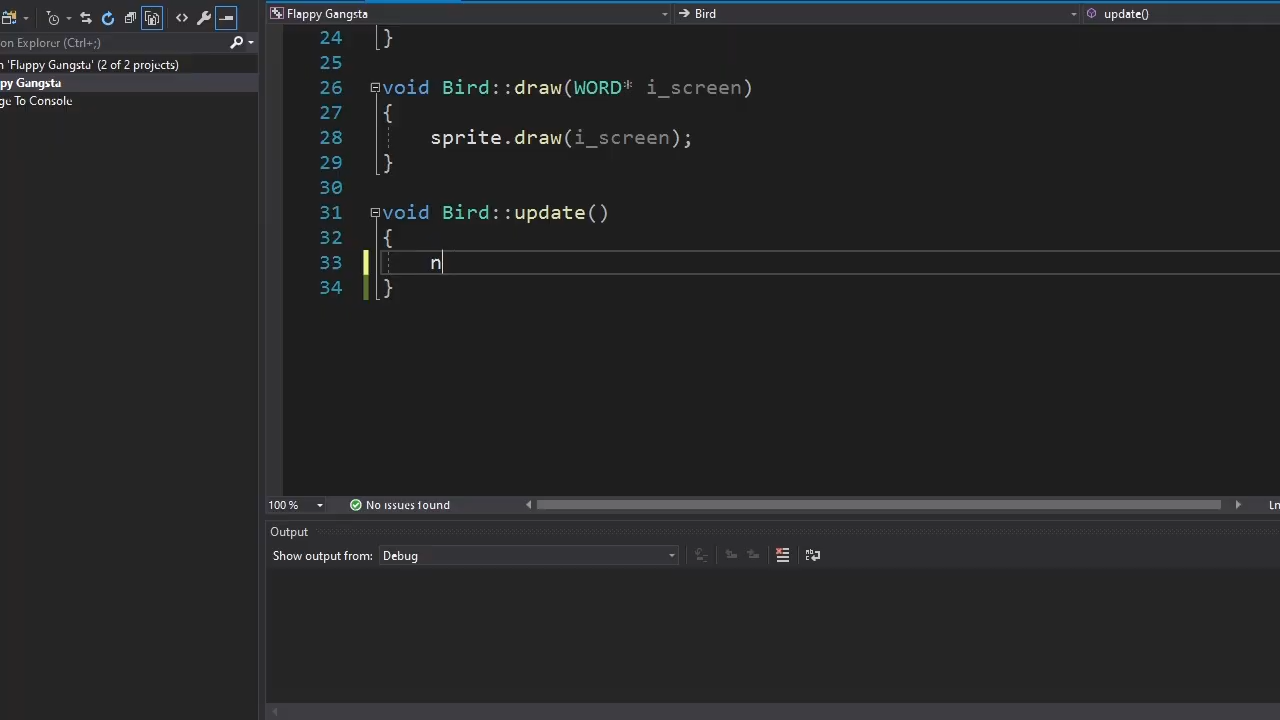 Flappy Gangsta
Bird
update()
on Explorer (Ctrl+;)
n 'Flappy Gangsta' (2 of 2 projects)
py Gangsta
ge To Console
24 }
25
26 void Bird::draw(WORD* i_screen)
27 {
28 sprite.draw(i_screen);
29 }
30
31 void Bird::update()
32 {
33 n
34 }
100 %
No issues found
Ln
Output
Show output from: Debug